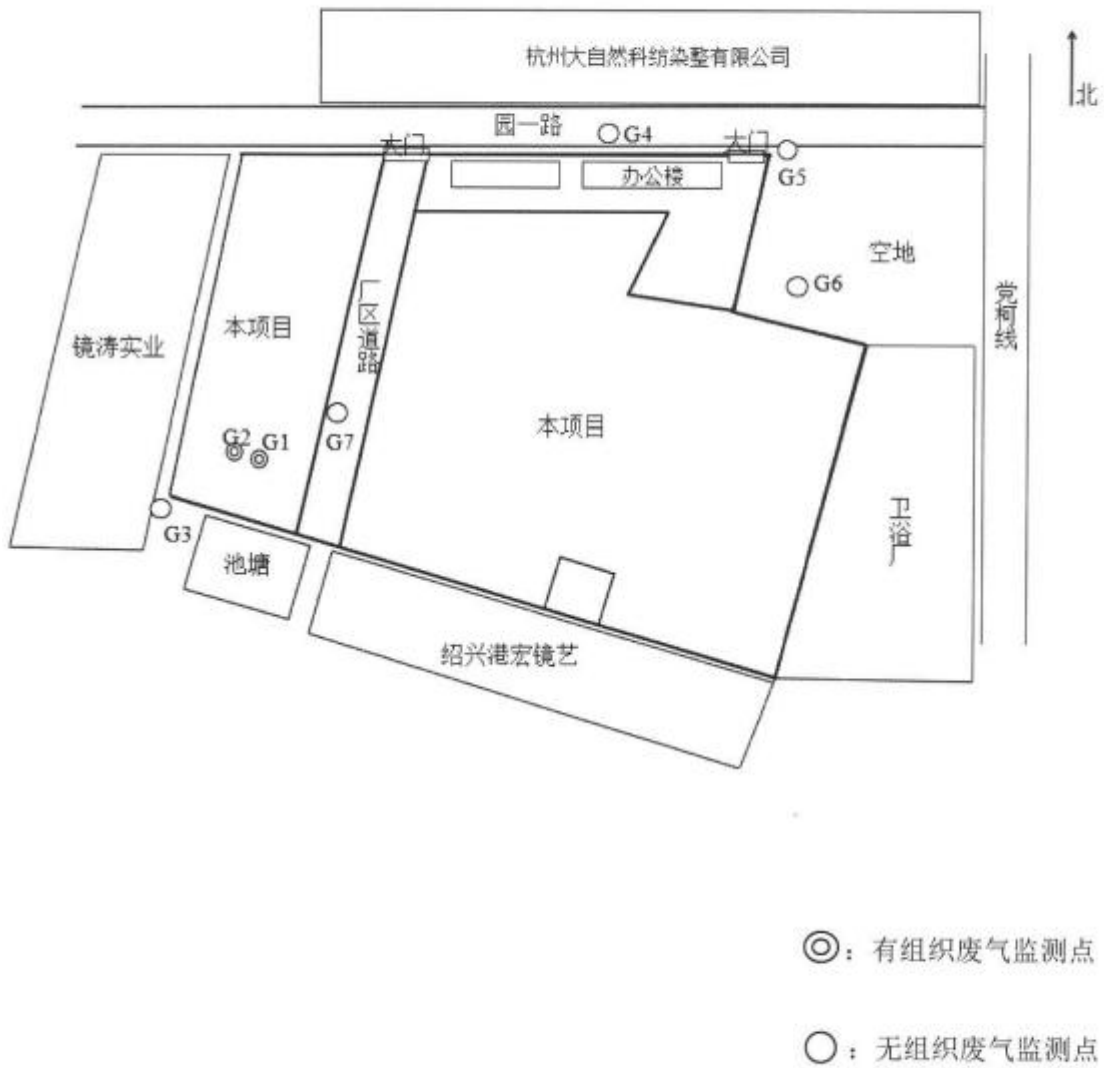 杭州大自然科纺染整有限公司
北
园一路
G4
大门
大门
G5
办公楼
空地
G6
党柯线
厂区道路
本项目
镜涛实业
本项目
G7
G2
G1
G3
卫浴厂
池塘
绍兴港宏镜艺
◎：有组织废气监测点
○：无组织废气监测点